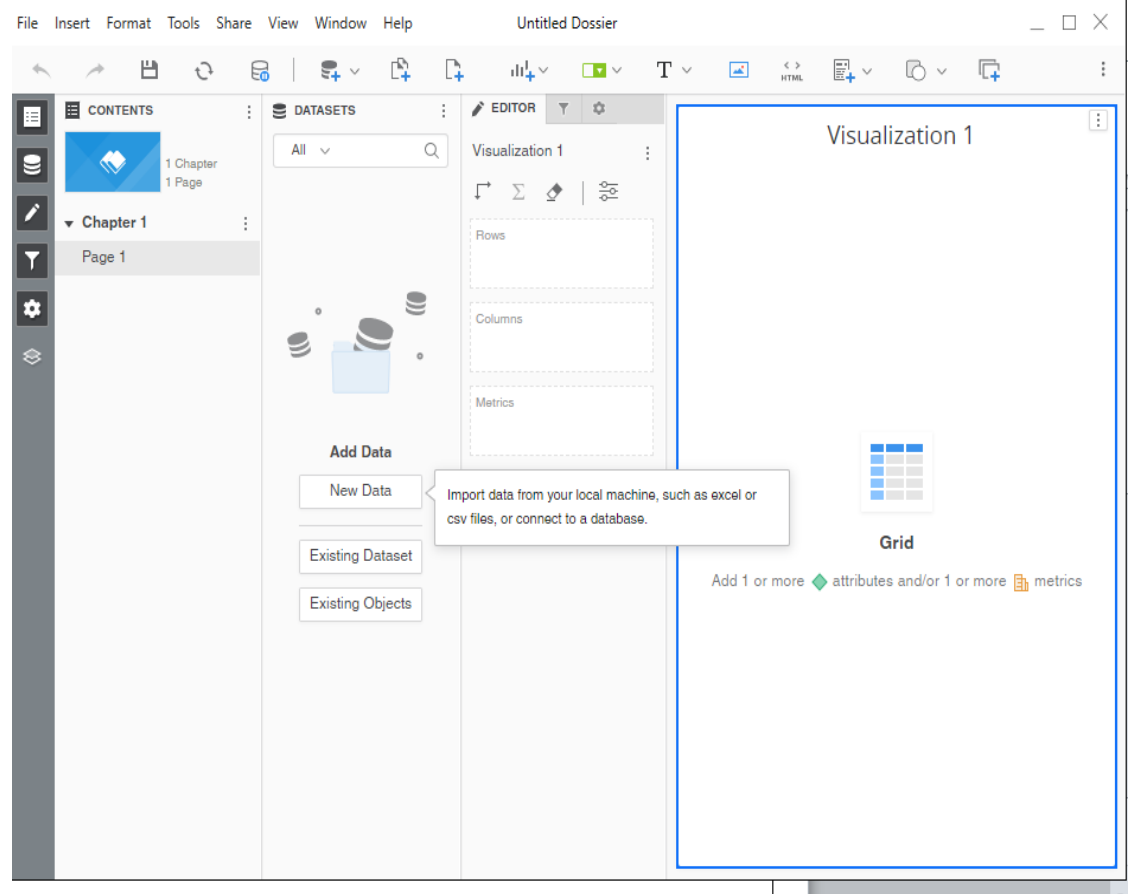 File Insert Format Tools Share View Window Help Untitled Dossier
T
< >
HTML
CONTENTS
1 Chapter
1 Page
Chapter 1
Page 1
DATASETS
All
Add Data
New Data
Import data from your local machine, such as excel or
csv files, or connect to a database.
Existing Dataset
Existing Objects
EDITOR
Visualization 1
Σ
Rows
Columns
Metrics
Visualization 1
Grid
Add 1 or more attributes and/or 1 or more metrics